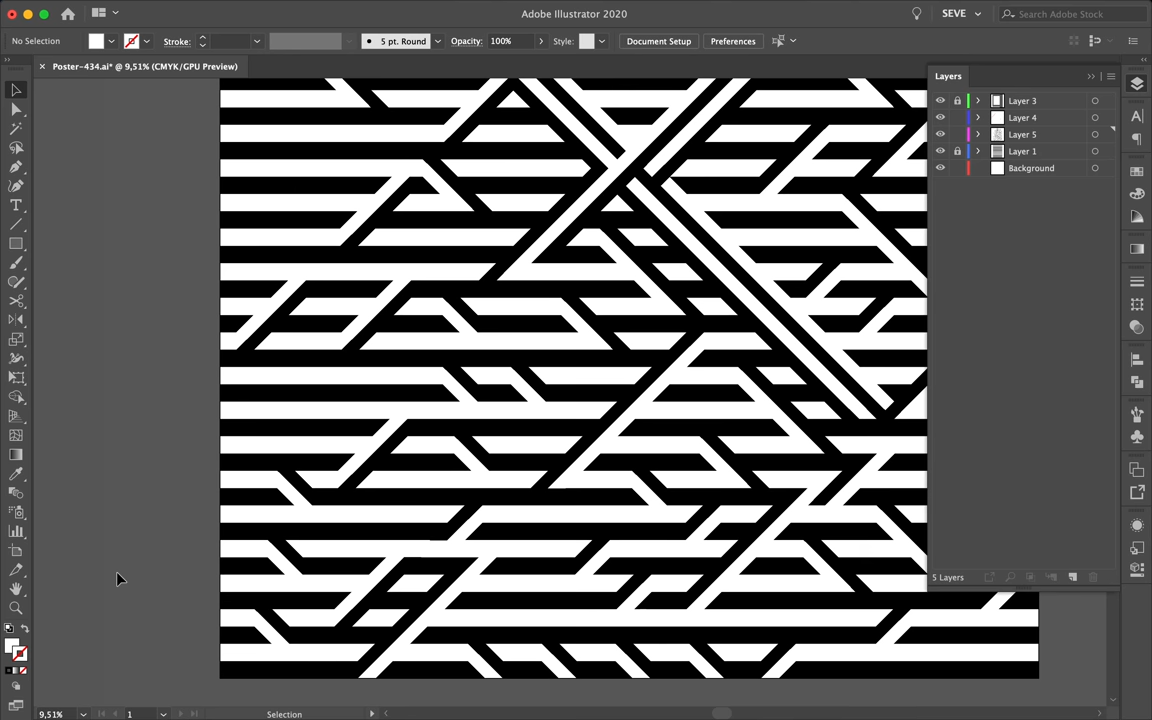 Adobe Illustrator 2020
SEVE
Search Adobe Stock
No Selection
Stroke:
5 pt. Round
Opacity:
100%
Style:
Document Setup
Preferences
Poster-434.ai* @ 9,51% (CMYK/GPU Preview)
Layers
Layer 3
Layer 4
Layer 5
Layer 1
Background
5 Layers
9,51%
1
Selection